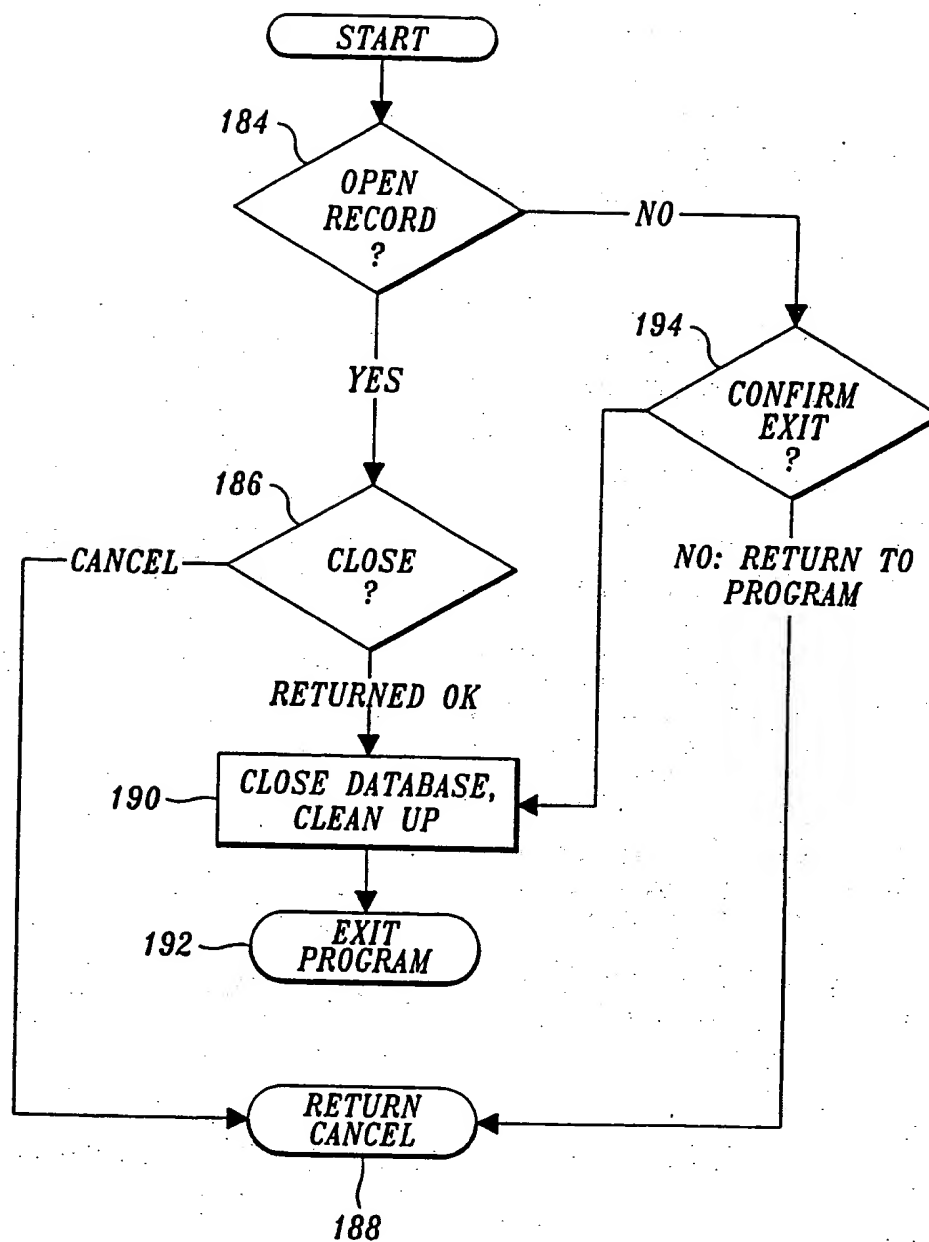 START
184
OPEN
RECORD
?
NO
194
CONFIRM
EXIT
?
YES
186
CANCEL
CLOSE
?
NO: RETURN TO
PROGRAM
RETURNED OK
190
CLOSE DATABASE,
CLEAN UP
192
EXIT
PROGRAM
RETURN
CANCEL
188